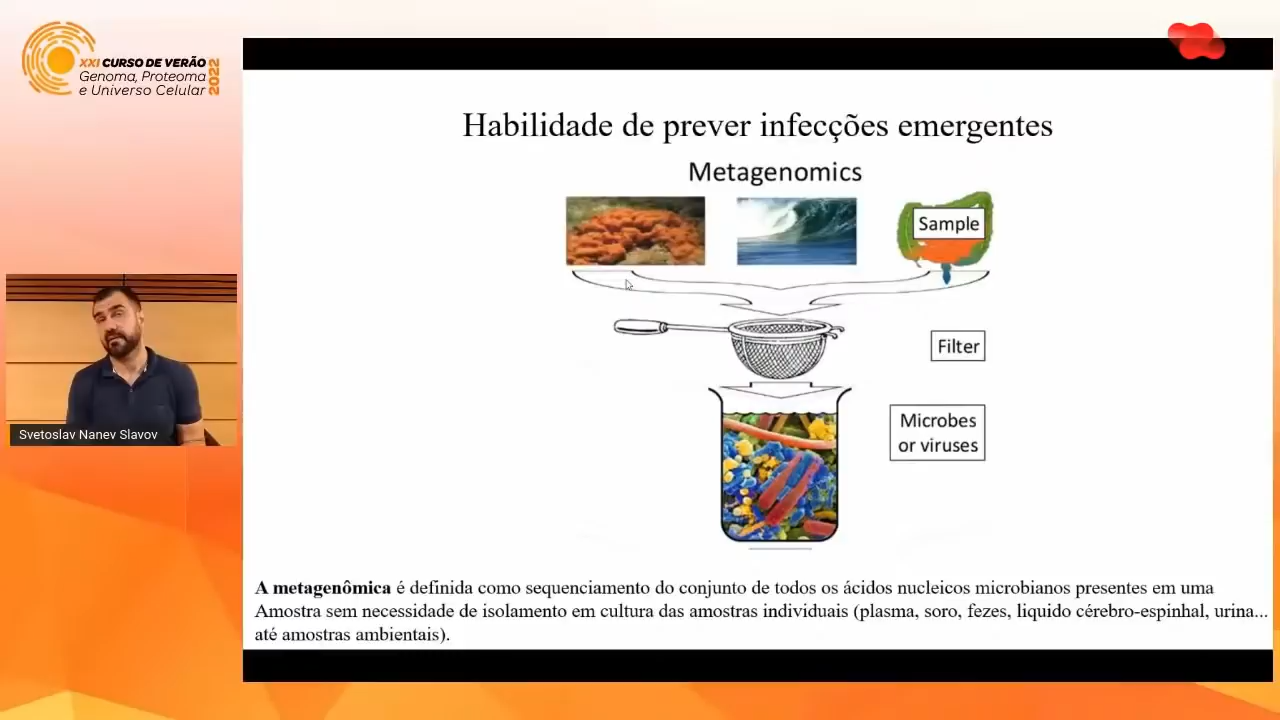 XXI CURSO DE VERÃO
Genoma, Proteoma
e Universo Celular
2022
Habilidade de prever infecções emergentes
Metagenomics
Sample
Filter
Microbes
or viruses
Svetoslav Nanev Slavov
A metagenômica é definida como sequenciamento do conjunto de todos os ácidos nucleicos microbianos presentes em uma
Amostra sem necessidade de isolamento em cultura das amostras individuais (plasma, soro, fezes, liquido cérebro-espinhal, urina...
até amostras ambientais).